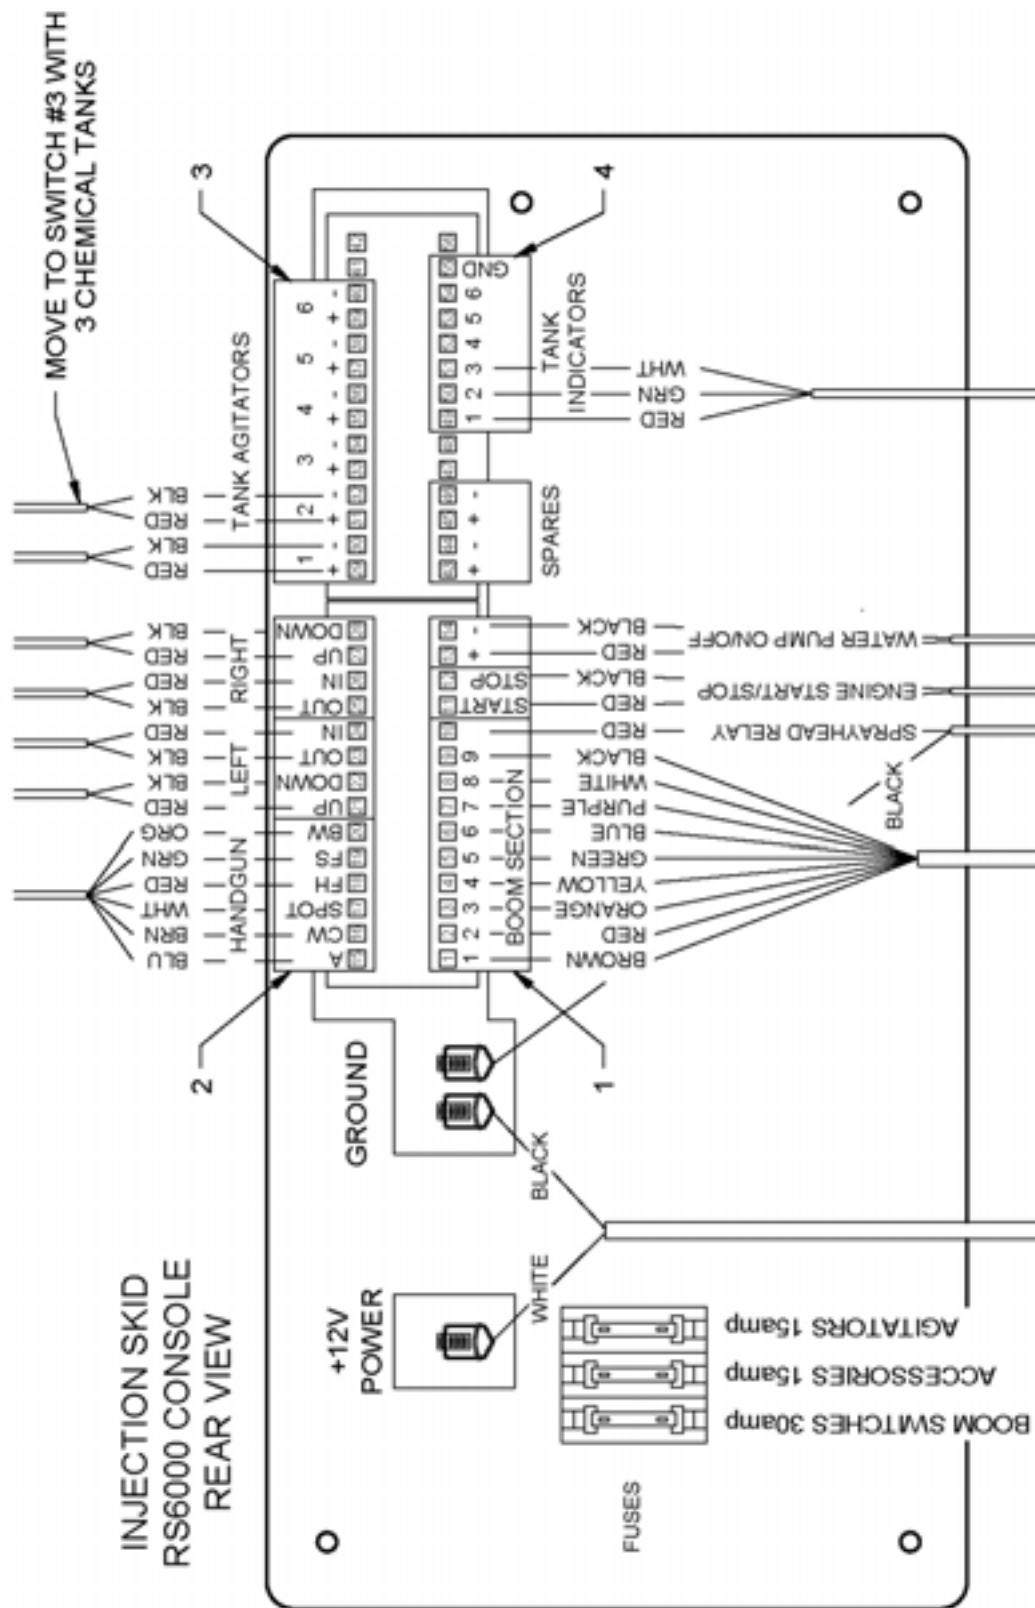 INJECTION SKID
RS6000 CONSOLE
REAR VIEW
MOVE TO SWITCH #3 WITH
3 CHEMICAL TANKS
BLU
BRN
WHT
RED
GRN
ORG
RED
BLK
BLK
RED
BLK
RED
RED
BLK
RED
BLK
RED
BLK
2
HANDGUN
LEFT
RIGHT
TANK AGITATORS
3
A
CW
SPOT
FH
FS
BW
UP
DOWN
OUT
IN
OUT
IN
UP
DOWN
1 2 3 4 5 6
+ - + - + - + - + - + -
+12V
POWER
GROUND
1 2 3 4 5 6 7 8 9
BOOM SECTION
START
STOP
+ -
+ - + -
SPARES
1 2 3 4 5 6 GND
TANK
INDICATORS
1
4
WHITE
BLACK
BROWN
RED
ORANGE
YELLOW
GREEN
BLUE
PURPLE
WHITE
BLACK
RED
RED
BLACK
RED
BLACK
RED
GRN
WHT
BLACK
SPRAYHEAD RELAY
ENGINE START/STOP
WATER PUMP ON/OFF
FUSES
BOOM SWITCHES 30amp
ACCESSORIES 15amp
AGITATORS 15amp